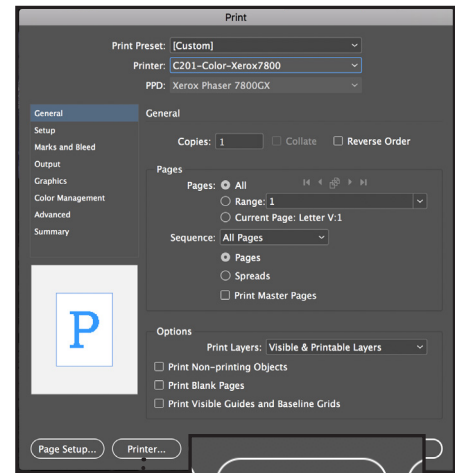 Print
Print Preset: [Custom]
Printer: C201-Color-Xerox7800
PPD: Xerox Phaser 7800GX
General
Setup
Marks and Bleed
Output
Graphics
Color Management
Advanced
Summary
General
Copies: 1 Collate Reverse Order
Pages
Pages: All
Range: 1
Current Page: Letter V:1
Sequence: All Pages
Pages
Spreads
Print Master Pages
P
Options
Print Layers: Visible & Printable Layers
Print Non-printing Objects
Print Blank Pages
Print Visible Guides and Baseline Grids
Page Setup... Printer...